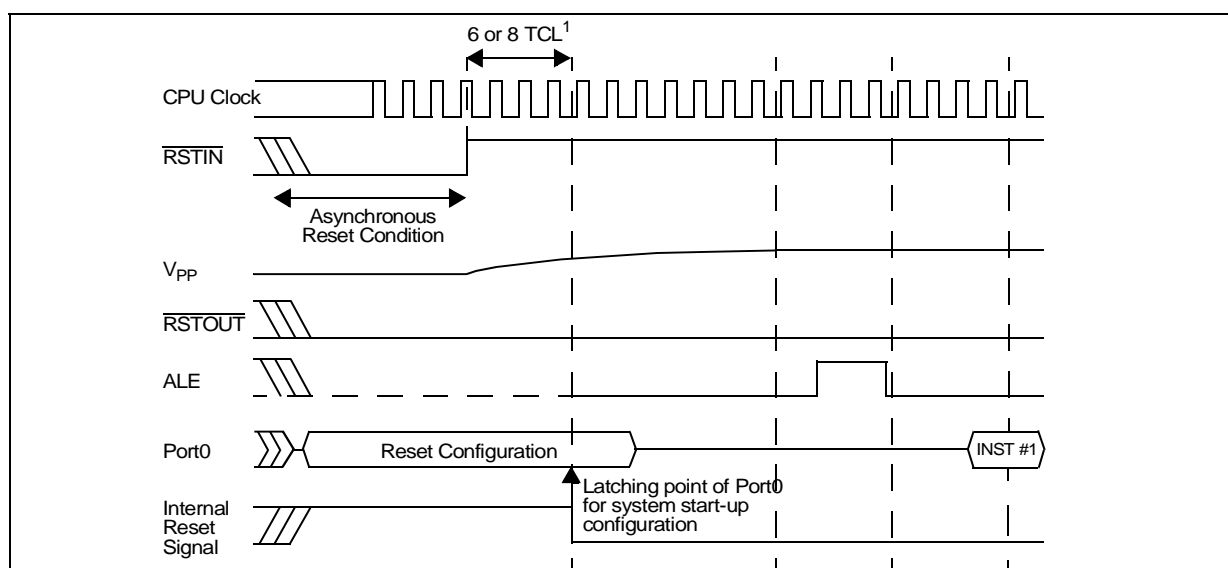 6 or 8 TCL¹
CPU Clock
RSTIN
Asynchronous
Reset Condition
VPP
RSTOUT
ALE
Port0
Reset Configuration
INST #1
Latching point of Port0
for system start-up
configuration
Internal
Reset
Signal